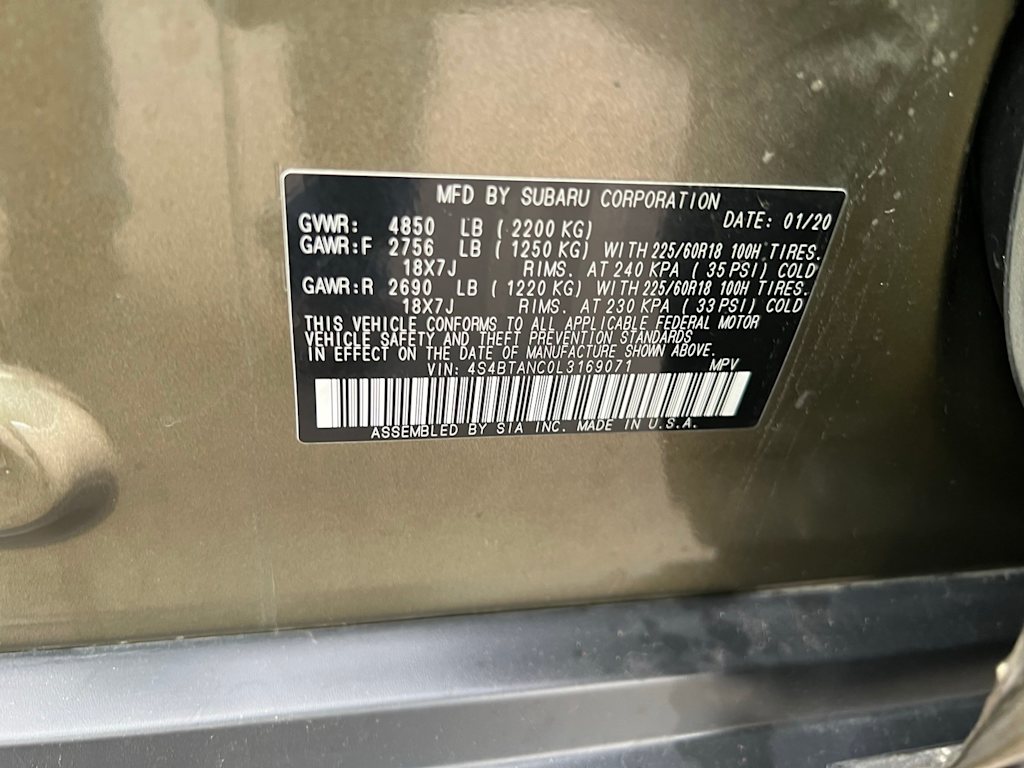 MFD BY SUBARU CORPORATION
GVWR: 4850 LB ( 2200 KG) DATE: 01/20
GAWR:F 2756 LB ( 1250 KG) WITH 225/60R18 100H TIRES.
18X7J RIMS. AT 240 KPA ( 35 PSI) COLD
GAWR:R 2690 LB ( 1220 KG) WITH 225/60R18 100H TIRES.
18X7J RIMS. AT 230 KPA ( 33 PSI) COLD
THIS VEHICLE CONFORMS TO ALL APPLICABLE FEDERAL MOTOR
VEHICLE SAFETY AND THEFT PREVENTION STANDARDS
IN EFFECT ON THE DATE OF MANUFACTURE SHOWN ABOVE.
VIN: 4S4BTANC0L3169071 MPV
ASSEMBLED BY SIA INC. MADE IN U.S.A.